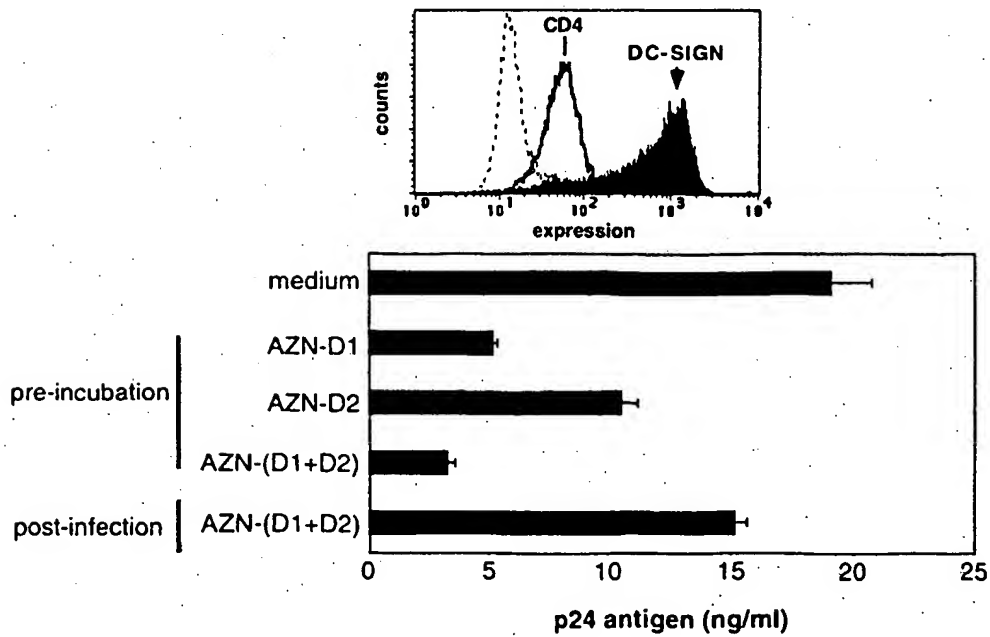 CD4
DC-SIGN
counts
10^0 10^1 10^2 10^3 10^4
expression
medium
AZN-D1
pre-incubation
AZN-D2
AZN-(D1+D2)
post-infection
AZN-(D1+D2)
0 5 10 15 20 25
p24 antigen (ng/ml)